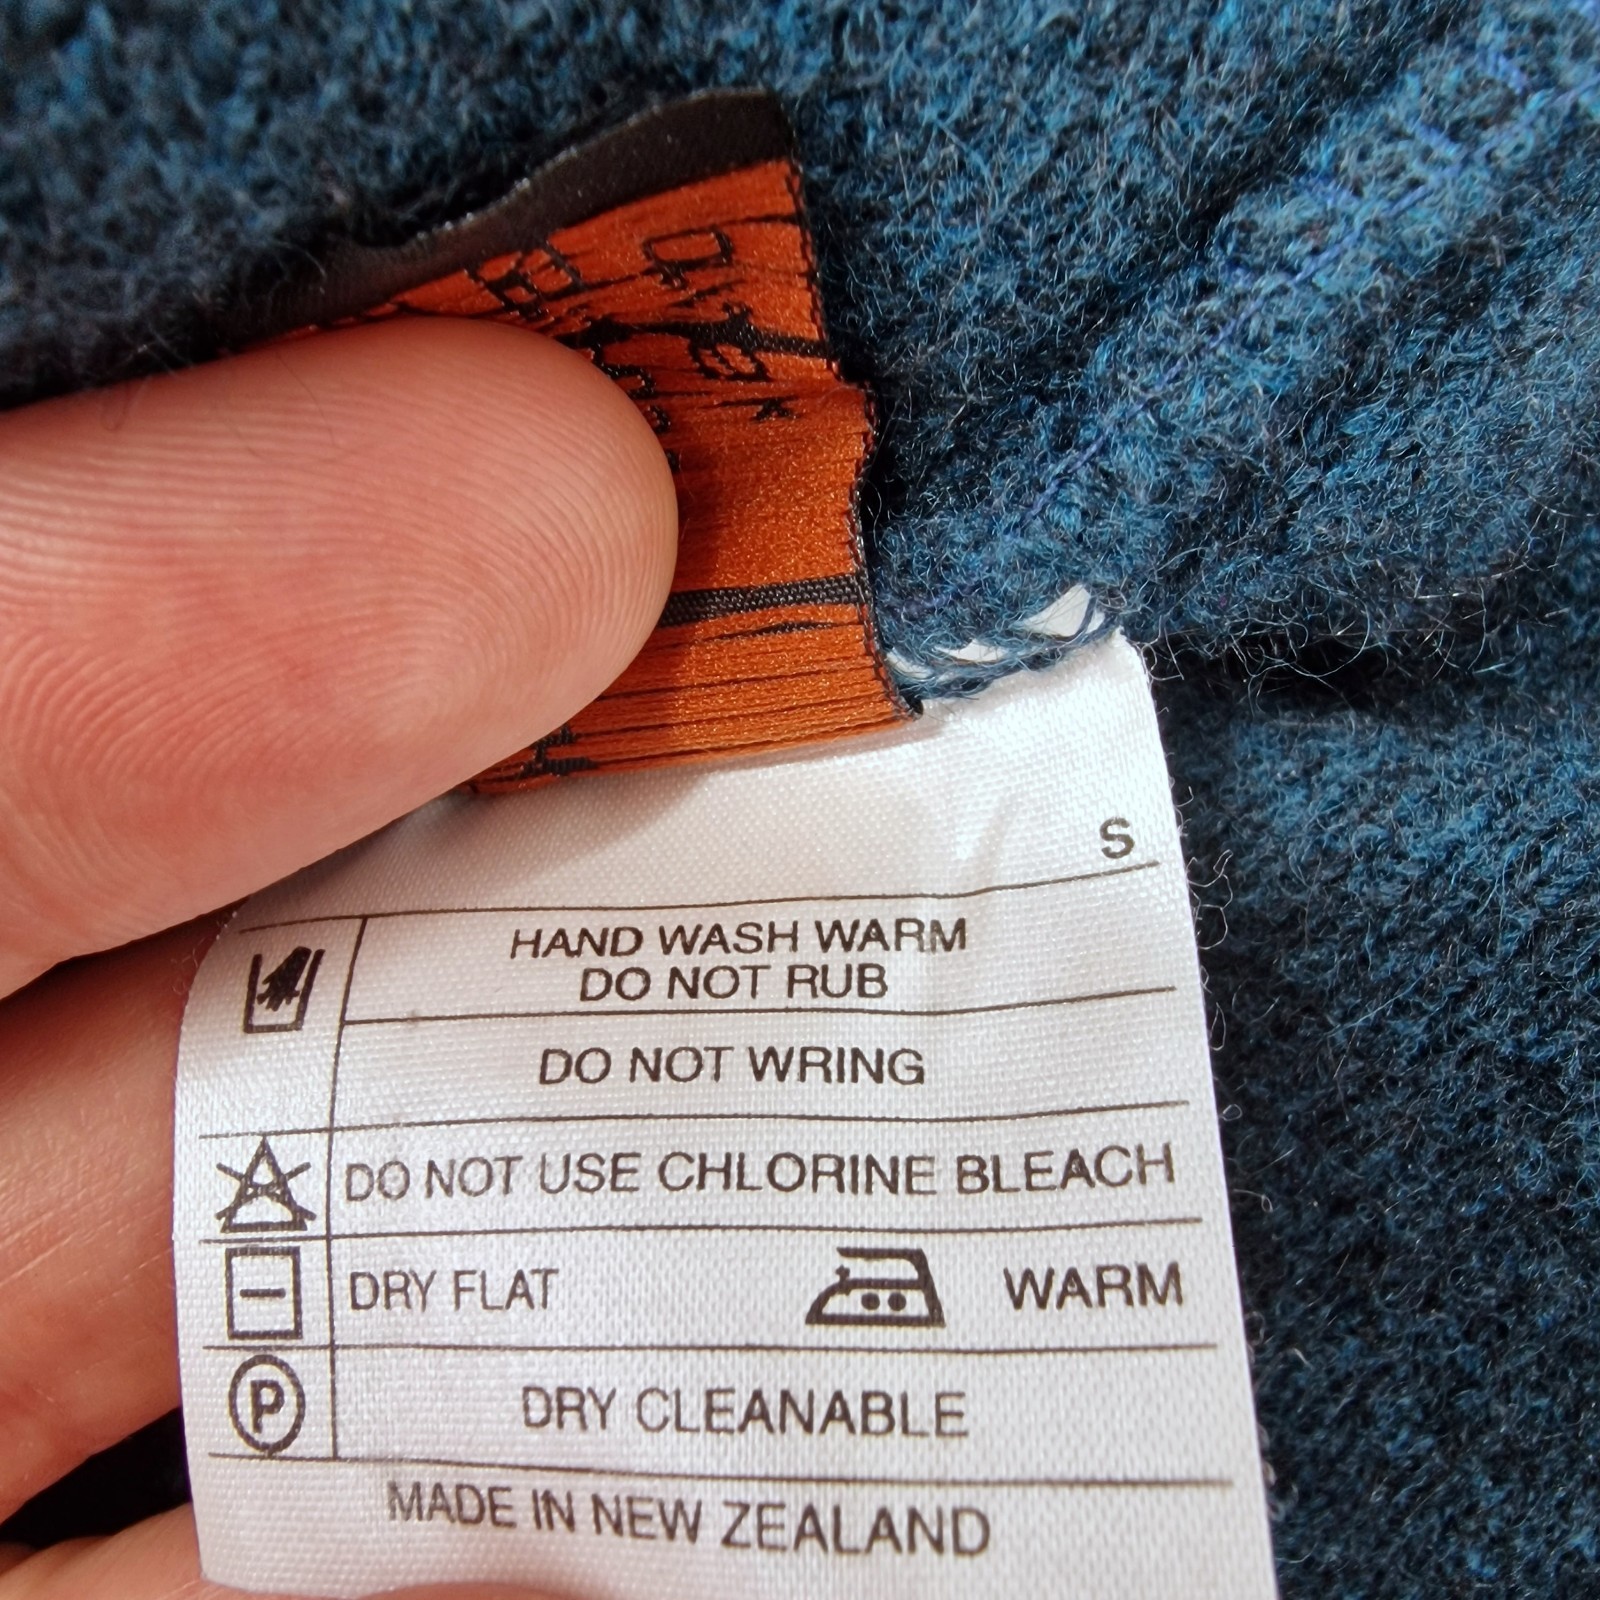 S
HAND WASH WARM
DO NOT RUB
DO NOT WRING
DO NOT USE CHLORINE BLEACH
DRY FLAT WARM
P DRY CLEANABLE
MADE IN NEW ZEALAND